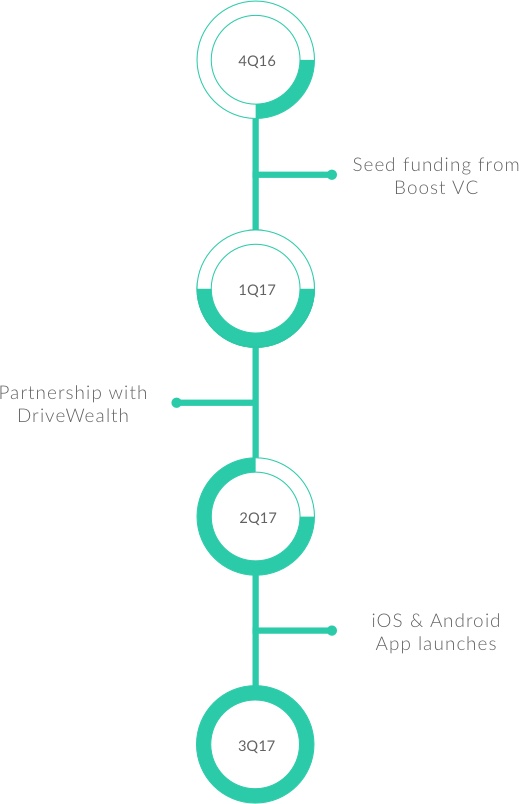 4Q16
Seed funding from
Boost VC
1Q17
Partnership with
DriveWealth
2Q17
iOS & Android
App launches
3Q17